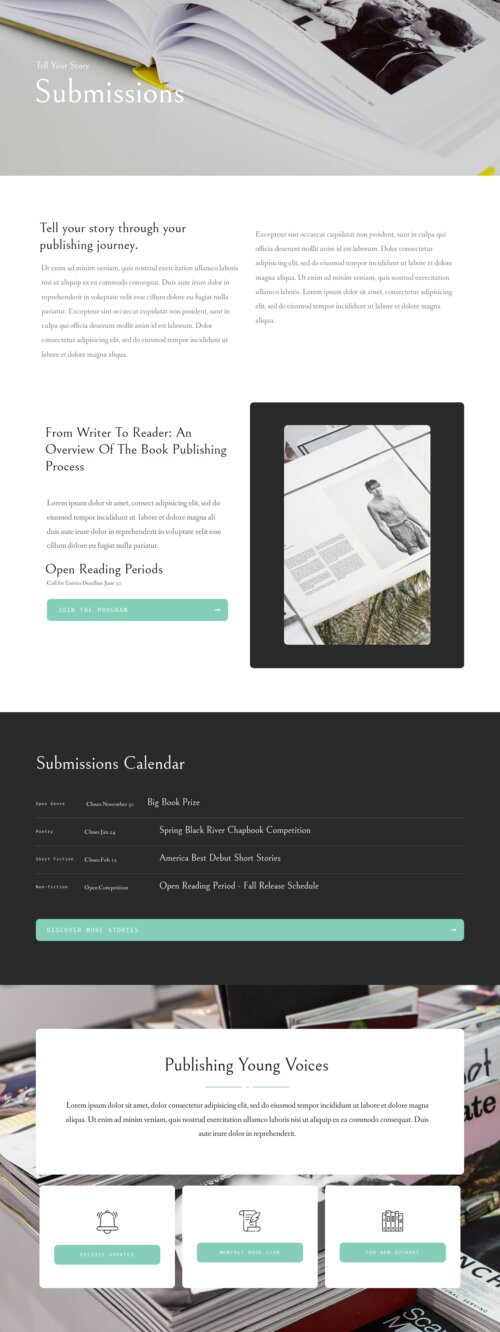 Tell Your Story
Submissions
Tell your story through your
publishing journey.
Ut enim ad minim veniam, quis nostrud exercitation ullamco laboris
nisi ut aliquip ex ea commodo consequat. Duis aute irure dolor in
reprehenderit in voluptate velit esse cillum dolore eu fugiat nulla
pariatur. Excepteur sint occaecat cupidatat non proident, sunt in
culpa qui officia deserunt mollit anim id est laborum. Dolor
consectetur adipisicing elit, sed do eiusmod tempor incididunt ut
labore et dolore magna aliqua.
Excepteur sint occaecat cupidatat non proident, sunt in culpa qui
officia deserunt mollit anim id est laborum. Dolor consectetur
adipisicing elit, sed do eiusmod tempor incididunt ut labore et dolore
magna aliqua. Ut enim ad minim veniam, quis nostrud exercitation
ullamco laboris. Lorem ipsum dolor sit amet, consectetur adipisicing
elit, sed do eiusmod tempor incididunt ut labore et dolore magna
aliqua.
From Writer To Reader: An
Overview Of The Book Publishing
Process
Lorem ipsum dolor sit amet, consect adipisicing elit, sed do
eiusmod tempor incididunt ut labore et dolore magna ali
duis aute irure dolor in reprehenderit in voluptate velit esse
cillum dolore eu fugiat nulla pariatur.
Open Reading Periods
Call for Entries Deadline June 31
JOIN THE PROGRAM
Submissions Calendar
Open Genre Closes November 30 Big Book Prize
Poetry Closes Jan 24 Spring Black River Chapbook Competition
Short Fiction Closes Feb 12 America Best Debut Short Stories
Non-Fiction Open Competition Open Reading Period - Fall Release Schedule
DISCOVER MORE STORIES
Publishing Young Voices
Lorem ipsum dolor sit amet, dolor consectetur adipisicing elit, sed do eiusmod tempor incididunt ut labore et dolore magna
aliqua. Ut enim ad minim veniam, quis nostrud exercitation ullamco laboris nisi ut aliquip ex ea commodo consequat. Duis
aute irure dolor in reprehenderit.
RECEIVE UPDATES
MONTHLY BOOK CLUB
FOR NEW AUTHORS